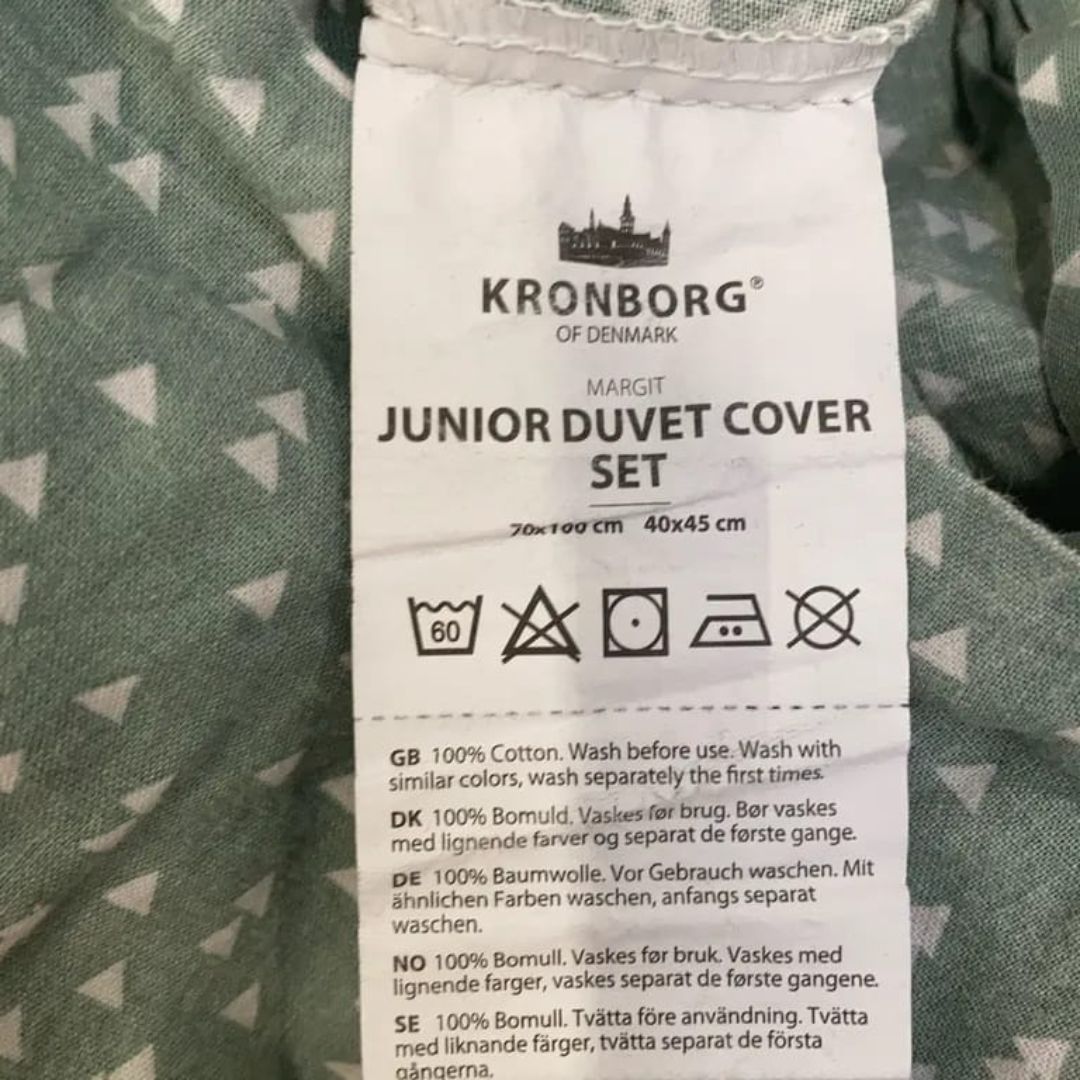 KRONBORG®
OF DENMARK
MARGIT
JUNIOR DUVET COVER
SET
70x100 cm 40x45 cm
60
GB 100% Cotton. Wash before use. Wash with
similar colors, wash separately the first times.
DK 100% Bomuld. Vaskes før brug. Bør vaskes
med lignende farver og separat de første gange.
DE 100% Baumwolle. Vor Gebrauch waschen. Mit
ähnlichen Farben waschen, anfangs separat
waschen.
NO 100% Bomull. Vaskes før bruk. Vaskes med
lignende farger, vaskes separat de første gangene.
SE 100% Bomull. Tvätta före användning. Tvätta
med liknande färger, tvätta separat de första
gångerna.